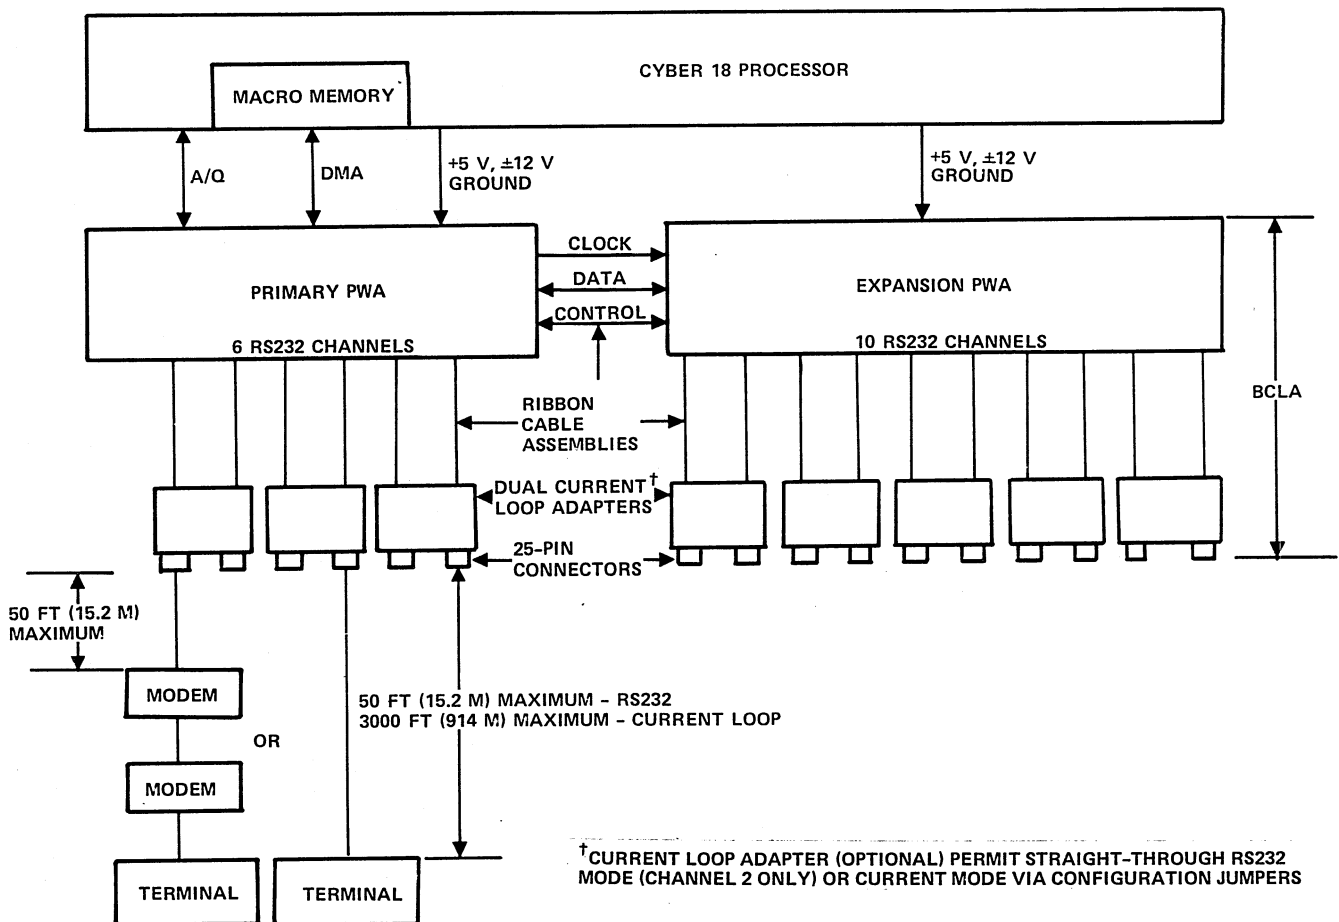 CYBER 18 PROCESSOR
MACRO MEMORY
A/Q
DMA
+5 V, ±12 V
GROUND
+5 V, ±12 V
GROUND
PRIMARY PWA
6 RS232 CHANNELS
CLOCK
DATA
CONTROL
EXPANSION PWA
10 RS232 CHANNELS
BCLA
RIBBON
CABLE
ASSEMBLIES
DUAL CURRENT†
LOOP ADAPTERS
25-PIN
CONNECTORS
50 FT (15.2 M)
MAXIMUM
MODEM
OR
MODEM
TERMINAL
TERMINAL
50 FT (15.2 M) MAXIMUM - RS232
3000 FT (914 M) MAXIMUM - CURRENT LOOP
†CURRENT LOOP ADAPTER (OPTIONAL) PERMIT STRAIGHT-THROUGH RS232
MODE (CHANNEL 2 ONLY) OR CURRENT MODE VIA CONFIGURATION JUMPERS